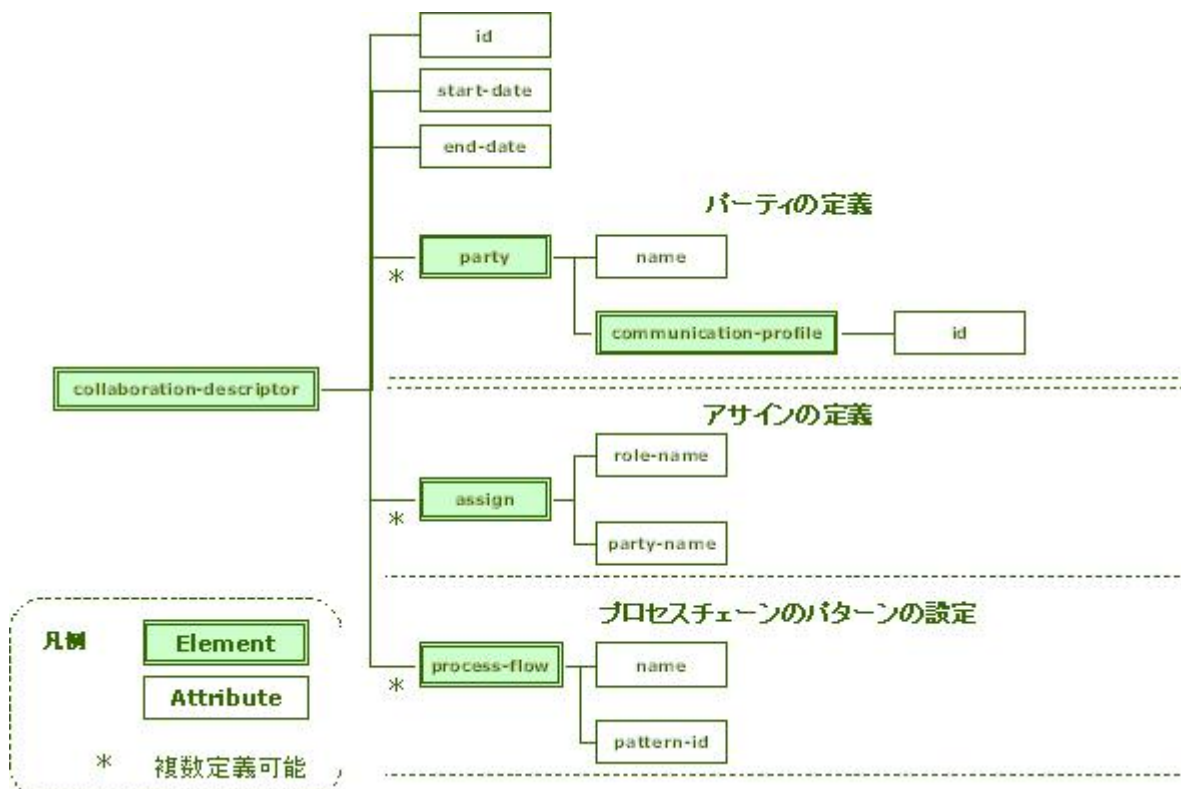 id
start-date
end-date
パーティの定義
party
name
*
communication-profile
id
collaboration-descriptor
アサインの定義
role-name
assign
*
party-name
プロセスチェーンのパターンの設定
process-flow
name
*
pattern-id
凡例
Element
Attribute
* 複数定義可能